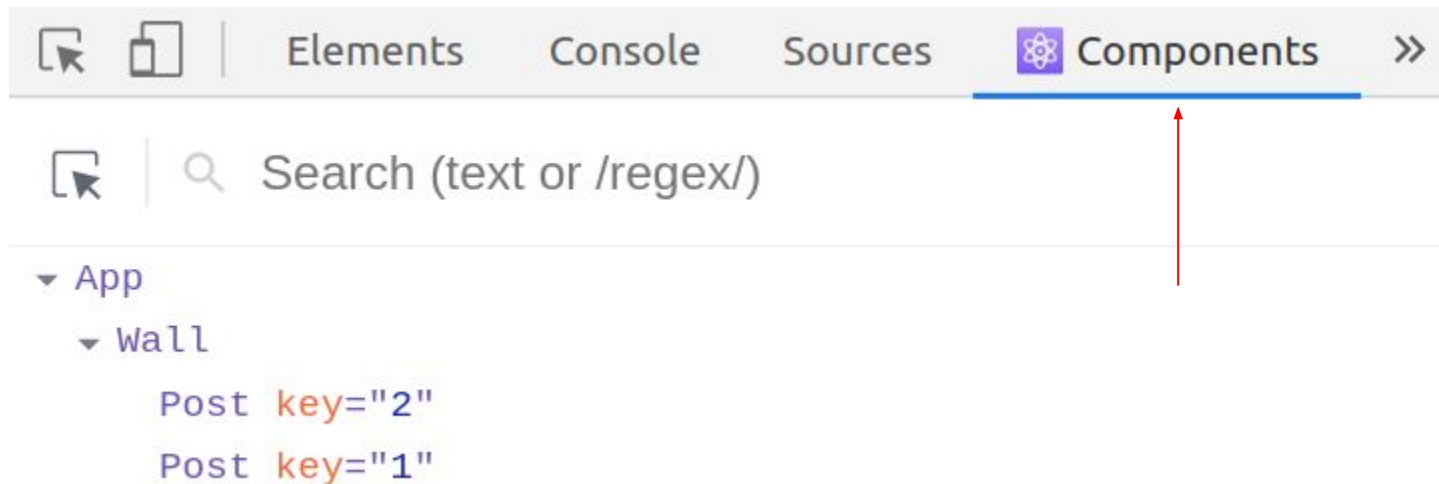 Elements Console Sources Components
Search (text or /regex/)
App
Wall
Post key="2"
Post key="1"